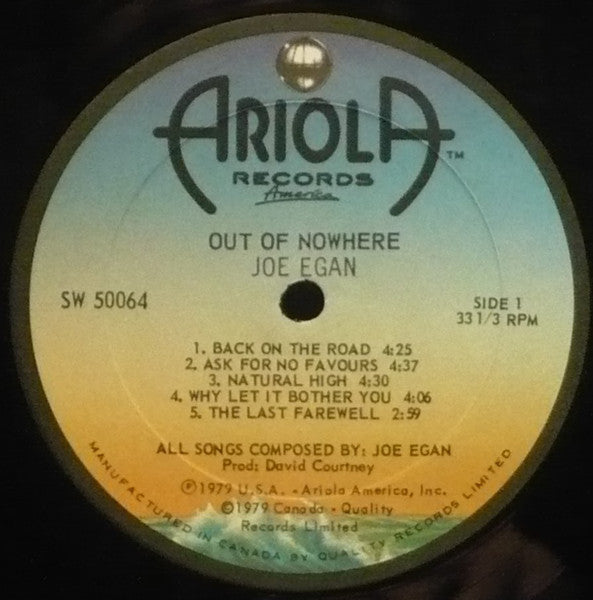 ARIOLA™
RECORDS
America
OUT OF NOWHERE
JOE EGAN
SW 50064
SIDE 1
33 1/3 RPM
1. BACK ON THE ROAD 4:25
2. ASK FOR NO FAVOURS 4:37
3. NATURAL HIGH 4:30
4. WHY LET IT BOTHER YOU 4:06
5. THE LAST FAREWELL 2:59
ALL SONGS COMPOSED BY: JOE EGAN
Prod: David Courtney
Ⓟ1979 U.S.A. - Ariola America, Inc.
©1979 Canada - Quality
Records Limited
MANUFACTURED IN CANADA BY QUALITY RECORDS LIMITED